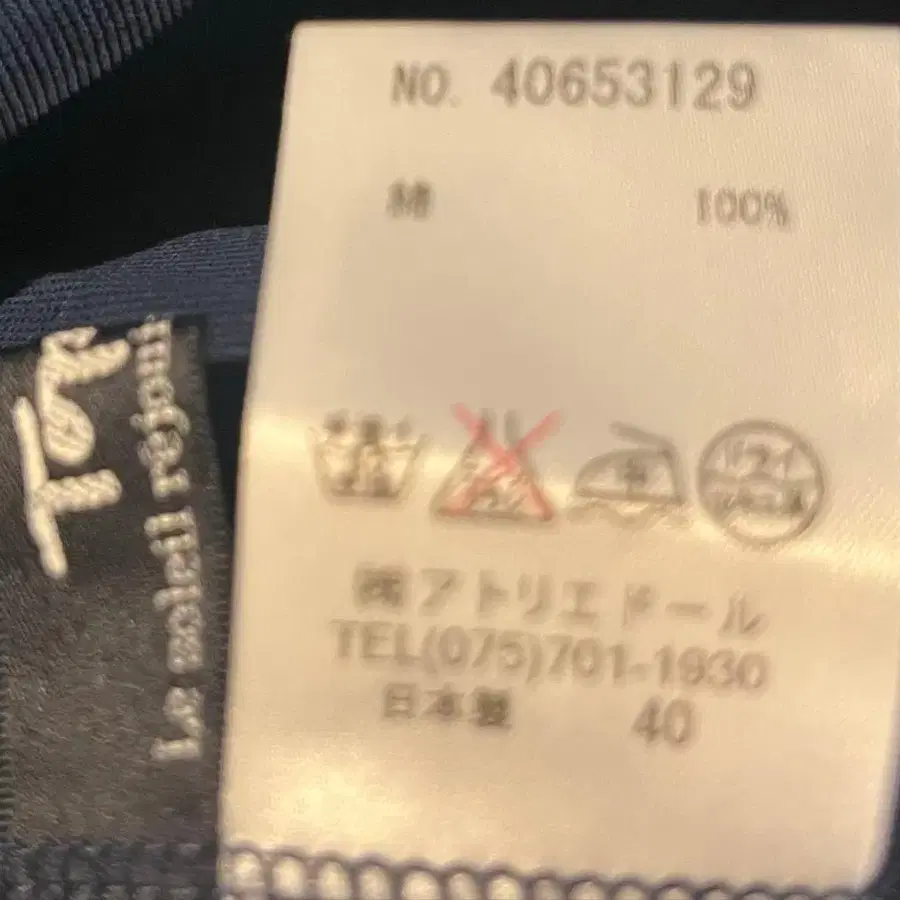 NO. 40653129
綿 100%
㈱アトリエドール
TEL(075)701-1930
日本製 40
Le soleil réjoui